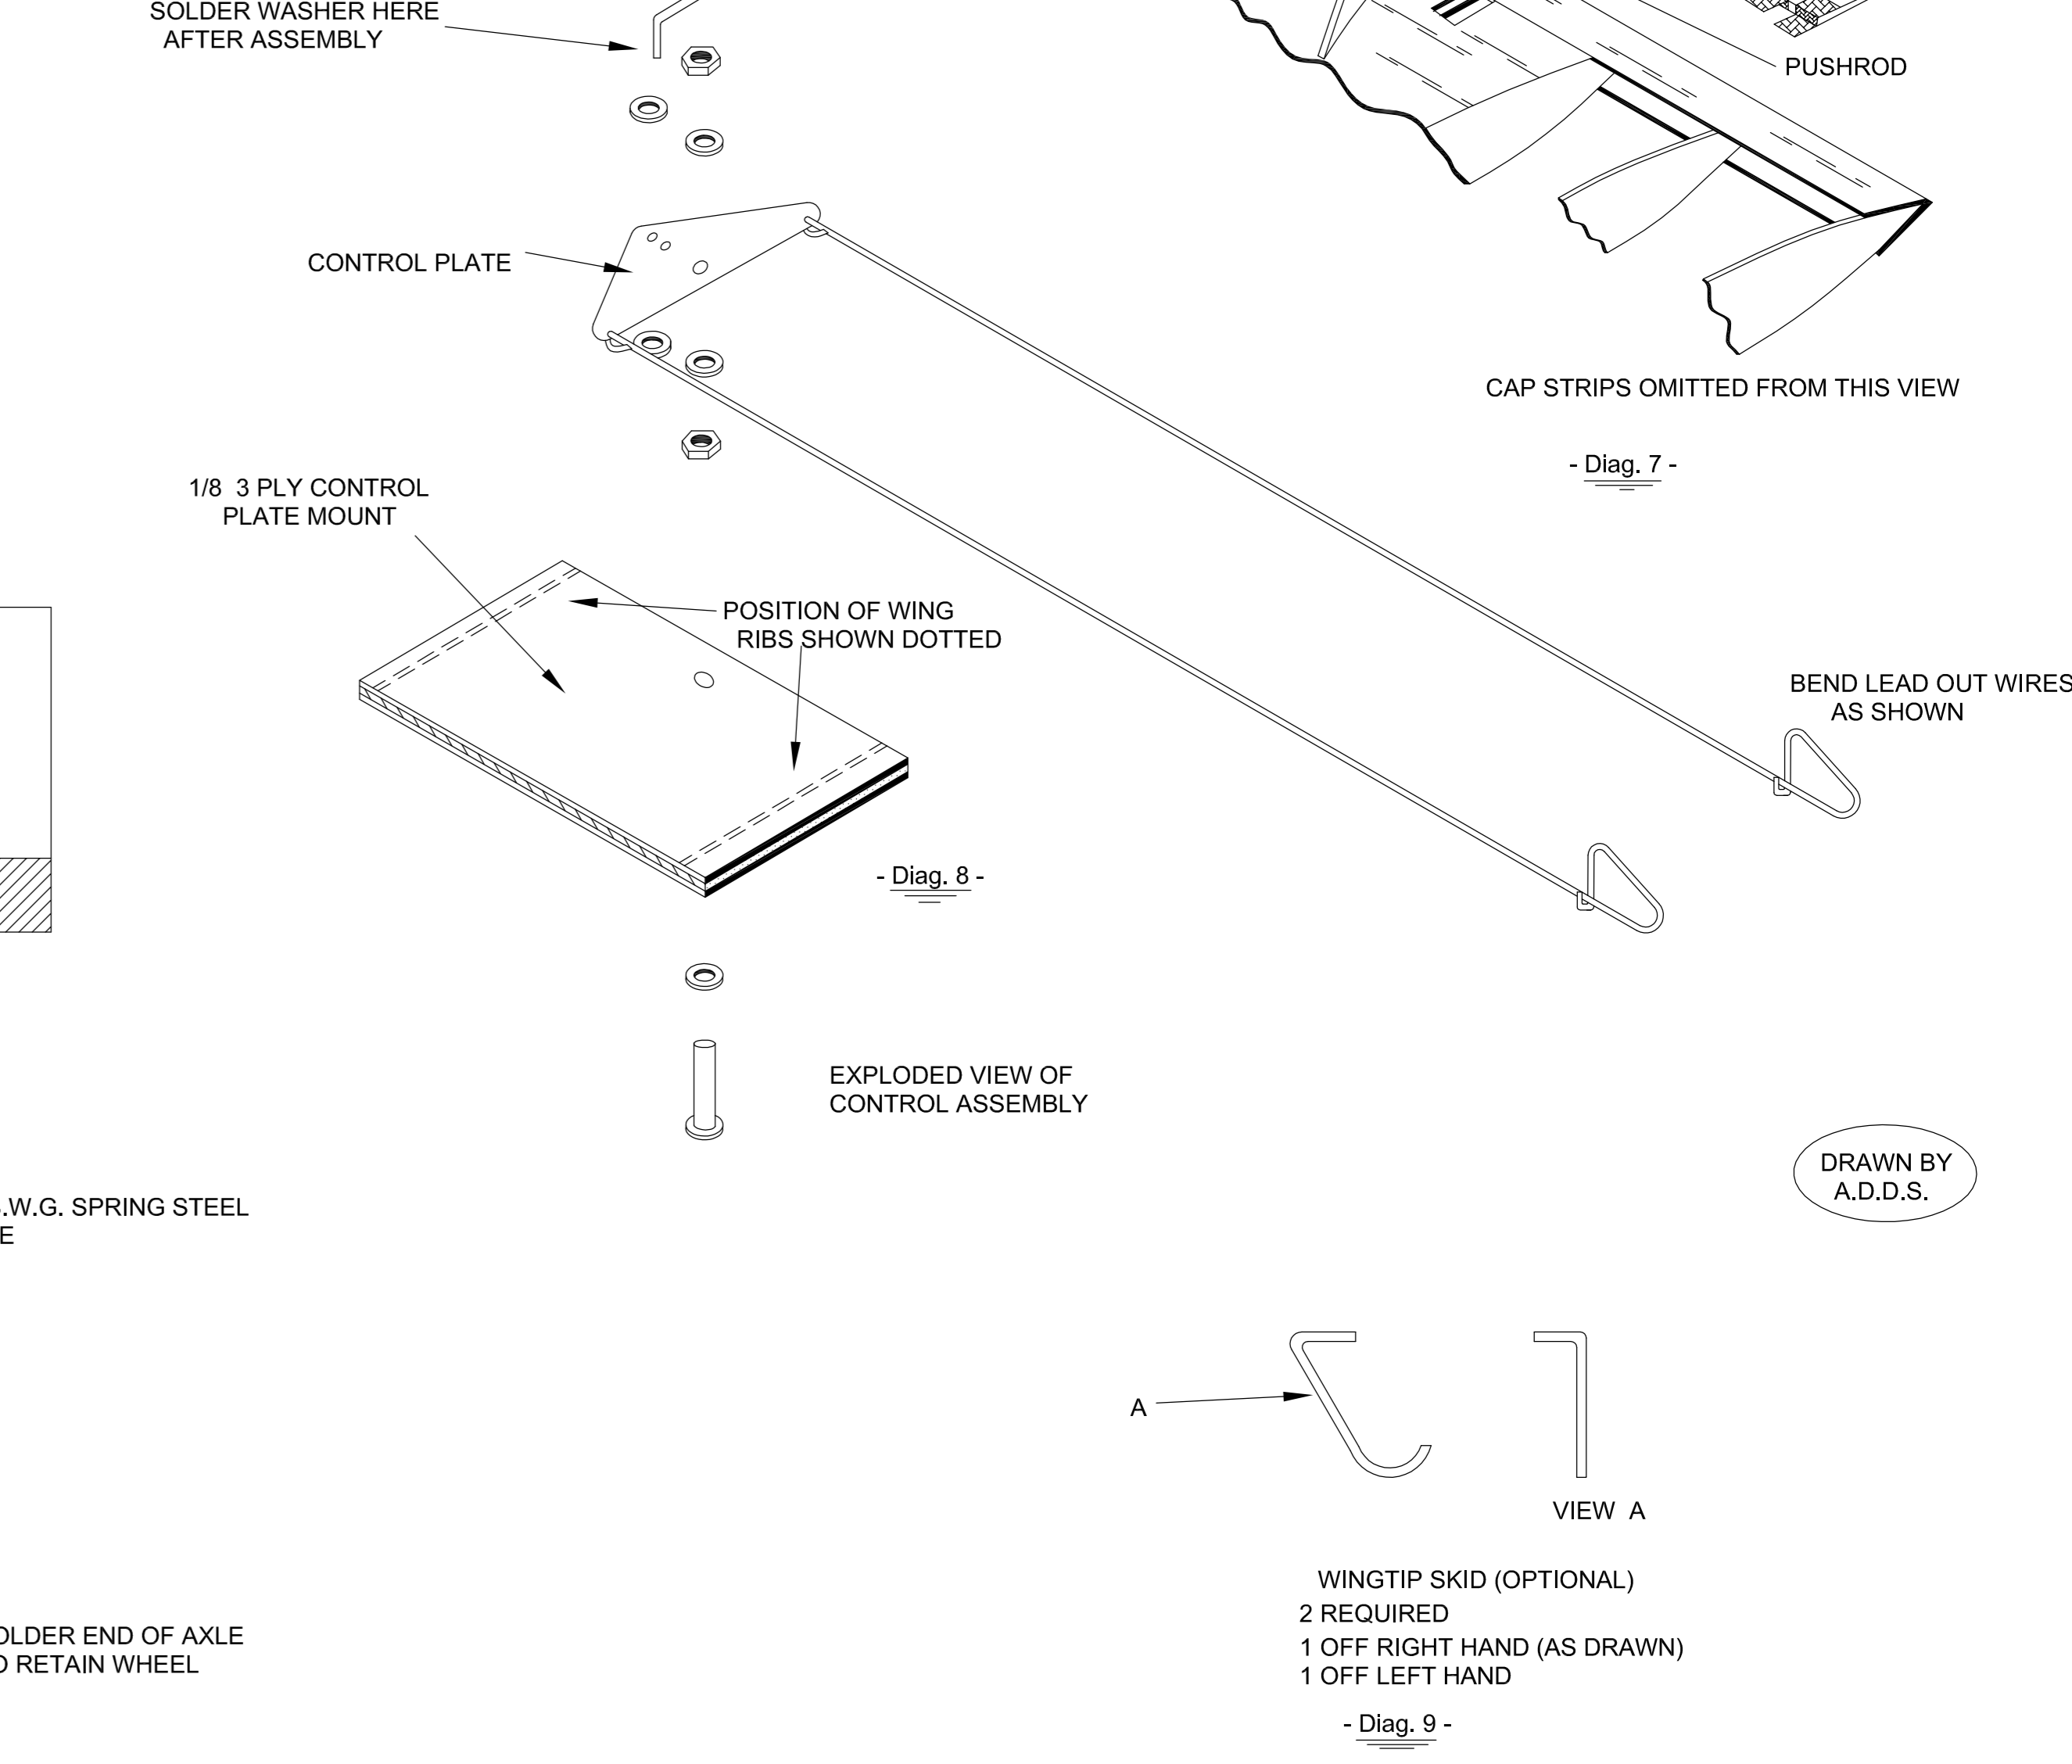 SOLDER WASHER HERE
AFTER ASSEMBLY
PUSHROD
CONTROL PLATE
CAP STRIPS OMITTED FROM THIS VIEW
- Diag. 7 -
1/8 3 PLY CONTROL
PLATE MOUNT
POSITION OF WING
RIBS SHOWN DOTTED
BEND LEAD OUT WIRES
AS SHOWN
- Diag. 8 -
EXPLODED VIEW OF
CONTROL ASSEMBLY
DRAWN BY
A.D.D.S.
.W.G. SPRING STEEL
E
A
VIEW A
WINGTIP SKID (OPTIONAL)
2 REQUIRED
1 OFF RIGHT HAND (AS DRAWN)
1 OFF LEFT HAND
OLDER END OF AXLE
O RETAIN WHEEL
- Diag. 9 -